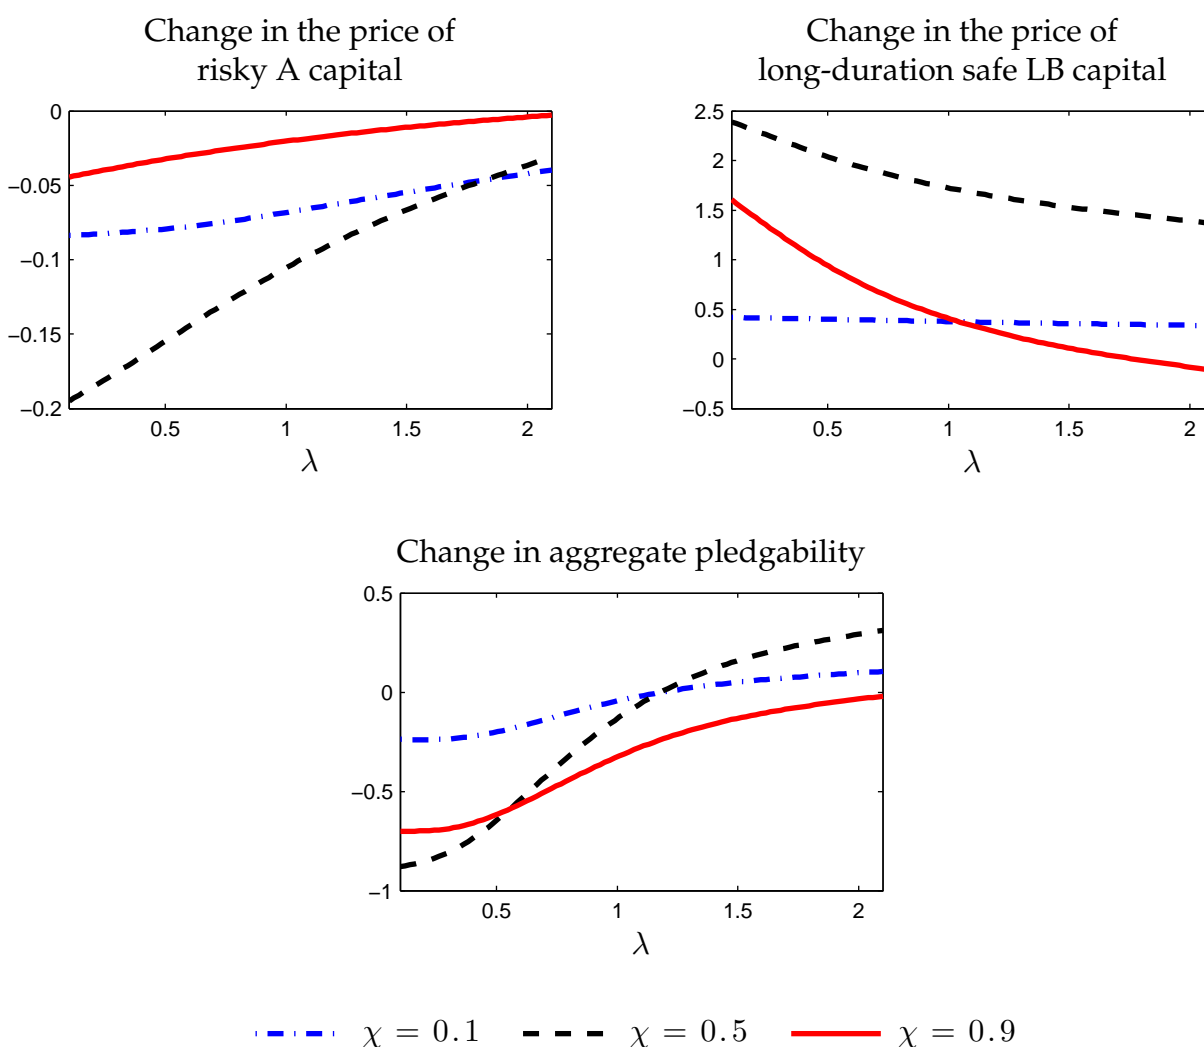 Change in the price of
risky A capital
0
−0.05
−0.1
−0.15
−0.2
0.5 1 1.5 2
λ
Change in the price of
long-duration safe LB capital
2.5
2
1.5
1
0.5
0
−0.5
0.5 1 1.5 2
λ
Change in aggregate pledgability
0.5
0
−0.5
−1
0.5 1 1.5 2
λ
χ = 0.1 χ = 0.5 χ = 0.9